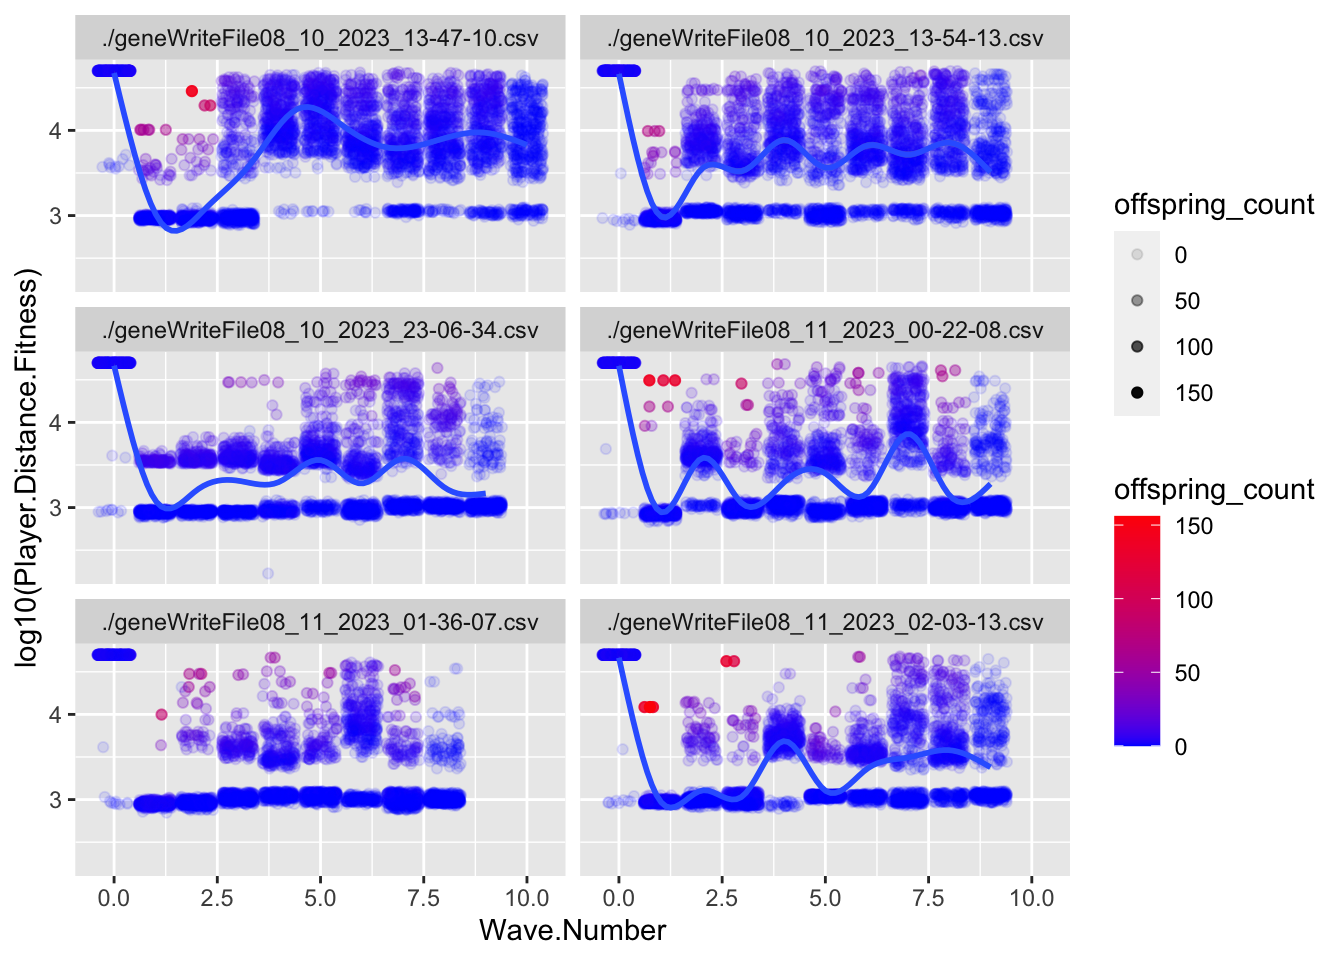 ./geneWriteFile08_10_2023_13-47-10.csv
./geneWriteFile08_10_2023_13-54-13.csv
4
3
./geneWriteFile08_10_2023_23-06-34.csv
./geneWriteFile08_11_2023_00-22-08.csv
4
3
./geneWriteFile08_11_2023_01-36-07.csv
./geneWriteFile08_11_2023_02-03-13.csv
4
3
log10(Player.Distance.Fitness)
0.0 2.5 5.0 7.5 10.0
0.0 2.5 5.0 7.5 10.0
Wave.Number
offspring_count
0
50
100
150
offspring_count
150
100
50
0